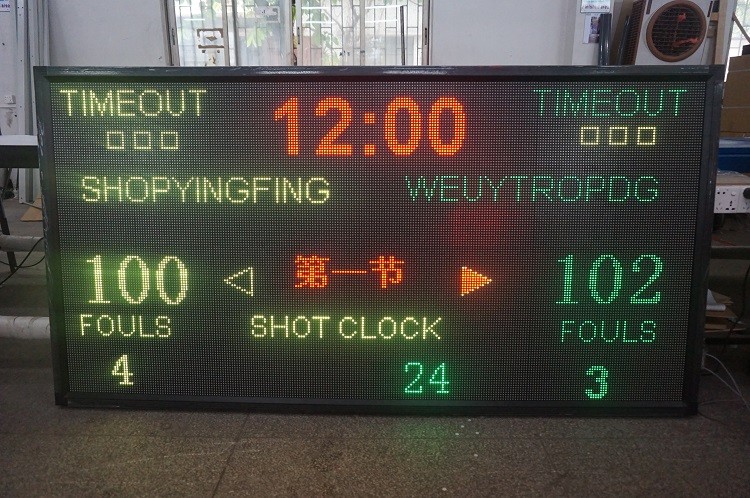 TIMEOUT 12:00 TIMEOUT
SHOPYINGFING WEUYTROPDG
100 第一节 102
FOULS SHOT CLOCK FOULS
4 24 3